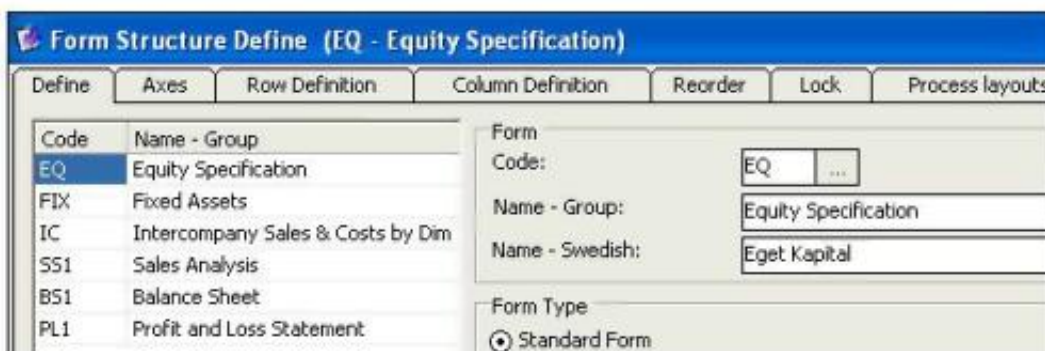 Form Structure Define (EQ - Equity Specification)
Define Axes Row Definition Column Definition Reorder Lock Process layouts
Code Name - Group
EQ Equity Specification
FIX Fixed Assets
IC Intercompany Sales & Costs by Dim
SS1 Sales Analysis
BS1 Balance Sheet
PL1 Profit and Loss Statement
Form
Code: EQ ...
Name - Group: Equity Specification
Name - Swedish: Eget Kapital
Form Type
Standard Form